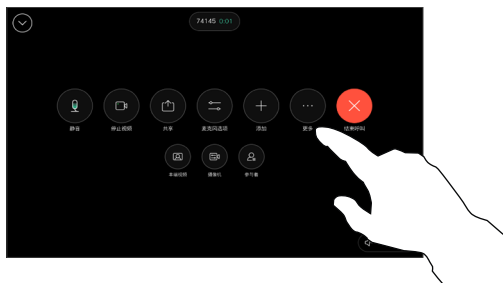 74145 0:01
静音
停止视频
共享
麦克风选项
添加
更多
结束呼叫
本端视频
摄像机
参与者